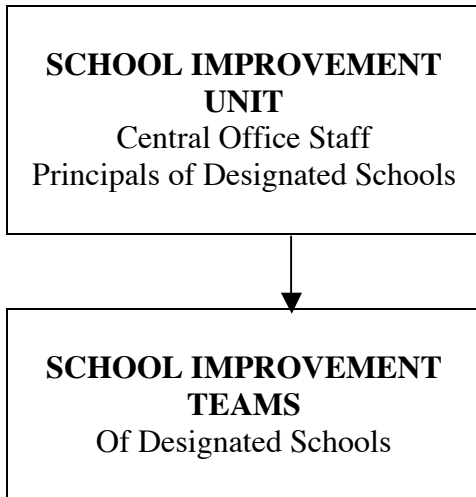 SCHOOL IMPROVEMENT
UNIT
Central Office Staff
Principals of Designated Schools
SCHOOL IMPROVEMENT
TEAMS
Of Designated Schools